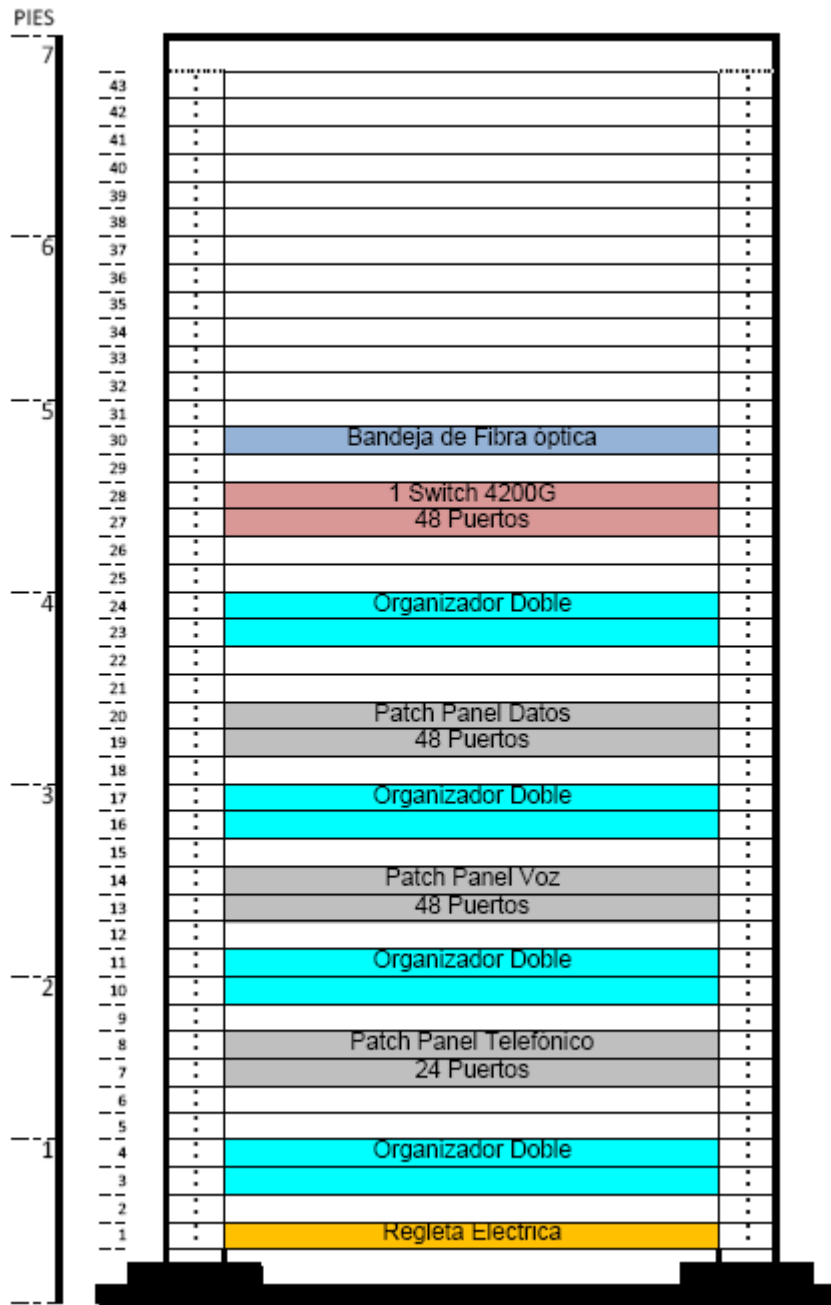 PIES
7
43
42
41
40
39
38
6
37
36
35
34
33
32
5
31
30 Bandeja de Fibra óptica
29
28 1 Switch 4200G
27 48 Puertos
26
25
4
24 Organizador Doble
23
22
21
20 Patch Panel Datos
19 48 Puertos
18
3
17 Organizador Doble
16
15
14 Patch Panel Voz
13 48 Puertos
12
11 Organizador Doble
2
10
9
8 Patch Panel Telefónico
7 24 Puertos
6
5
1
4 Organizador Doble
3
2
1 Regleta Electrica